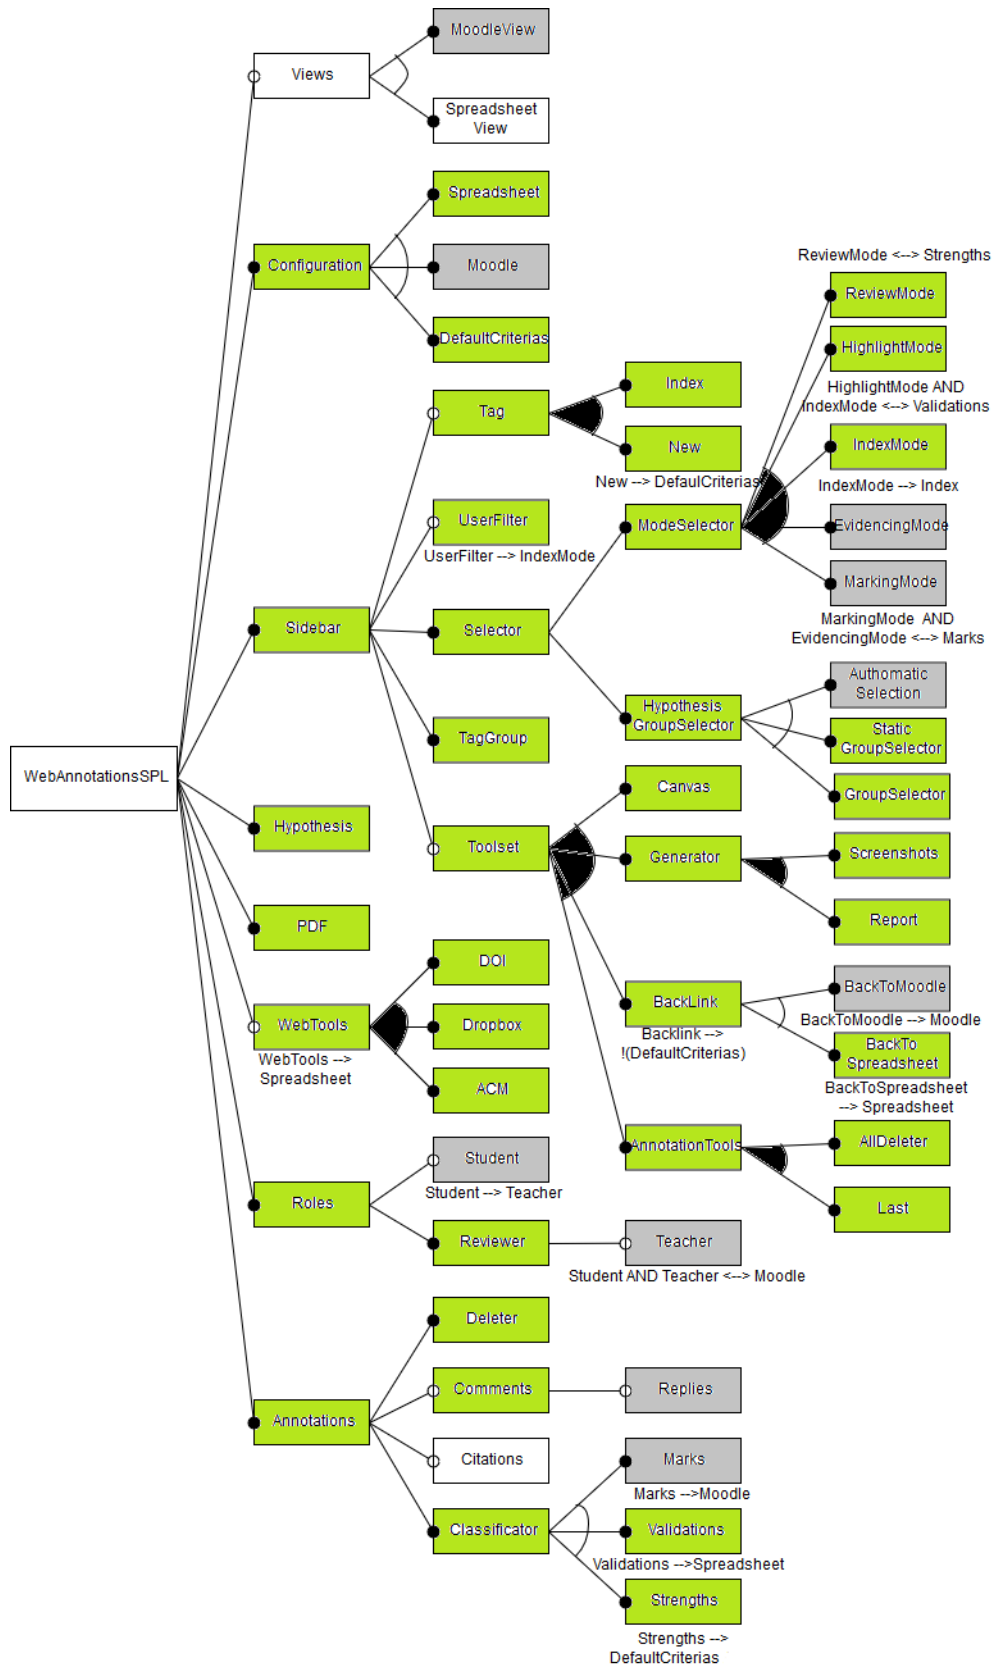 MoodleView
Views
Spreadsheet
View
Spreadsheet
Configuration
Moodle
DefaultCriterias
ReviewMode <--> Strengths
ReviewMode
HighlightMode
HighlightMode AND
IndexMode <--> Validations
IndexMode
IndexMode --> Index
EvidencingMode
MarkingMode
MarkingMode AND
EvidencingMode <--> Marks
Tag
Index
New
New --> DefaulCriterias
UserFilter
UserFilter --> IndexMode
ModeSelector
Sidebar
Selector
Hypothesis
GroupSelector
Authomatic
Selection
Static
GroupSelector
GroupSelector
TagGroup
WebAnnotationsSPL
Toolset
Canvas
Generator
Screenshots
Report
Hypothesis
PDF
BackLink
Backlink -->
!(DefaultCriterias)
BackToMoodle
BackToMoodle --> Moodle
BackTo
Spreadsheet
BackToSpreadsheet
--> Spreadsheet
DOI
WebTools
WebTools -->
Spreadsheet
Dropbox
ACM
AnnotationTools
AllDeleter
Last
Student
Student --> Teacher
Roles
Reviewer
Teacher
Student AND Teacher <--> Moodle
Deleter
Comments
Replies
Annotations
Citations
Classificator
Marks
Marks -->Moodle
Validations
Validations -->Spreadsheet
Strengths
Strengths -->
DefaultCriterias